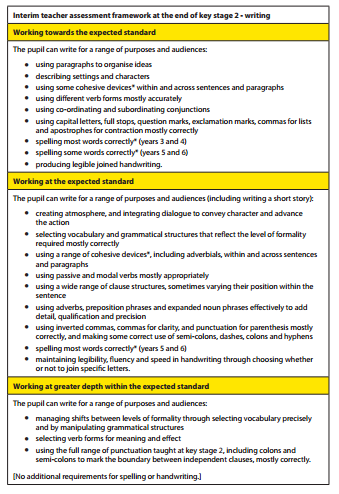 Interim teacher assessment framework at the end of key stage 2 - writing
Working towards the expected standard
The pupil can write for a range of purposes and audiences:
• using paragraphs to organise ideas
• describing settings and characters
• using some cohesive devices* within and across sentences and paragraphs
• using different verb forms mostly accurately
• using co-ordinating and subordinating conjunctions
• using capital letters, full stops, question marks, exclamation marks, commas for lists
and apostrophes for contraction mostly correctly
• spelling most words correctly* (years 3 and 4)
• spelling some words correctly* (years 5 and 6)
• producing legible joined handwriting.
Working at the expected standard
The pupil can write for a range of purposes and audiences (including writing a short story):
• creating atmosphere, and integrating dialogue to convey character and advance
the action
• selecting vocabulary and grammatical structures that reflect the level of formality
required mostly correctly
• using a range of cohesive devices*, including adverbials, within and across sentences
and paragraphs
• using passive and modal verbs mostly appropriately
• using a wide range of clause structures, sometimes varying their position within the
sentence
• using adverbs, preposition phrases and expanded noun phrases effectively to add
detail, qualification and precision
• using inverted commas, commas for clarity, and punctuation for parenthesis mostly
correctly, and making some correct use of semi-colons, dashes, colons and hyphens
• spelling most words correctly* (years 5 and 6)
• maintaining legibility, fluency and speed in handwriting through choosing whether
or not to join specific letters.
Working at greater depth within the expected standard
The pupil can write for a range of purposes and audiences:
• managing shifts between levels of formality through selecting vocabulary precisely
and by manipulating grammatical structures
• selecting verb forms for meaning and effect
• using the full range of punctuation taught at key stage 2, including colons and
semi-colons to mark the boundary between independent clauses, mostly correctly.
[No additional requirements for spelling or handwriting.]